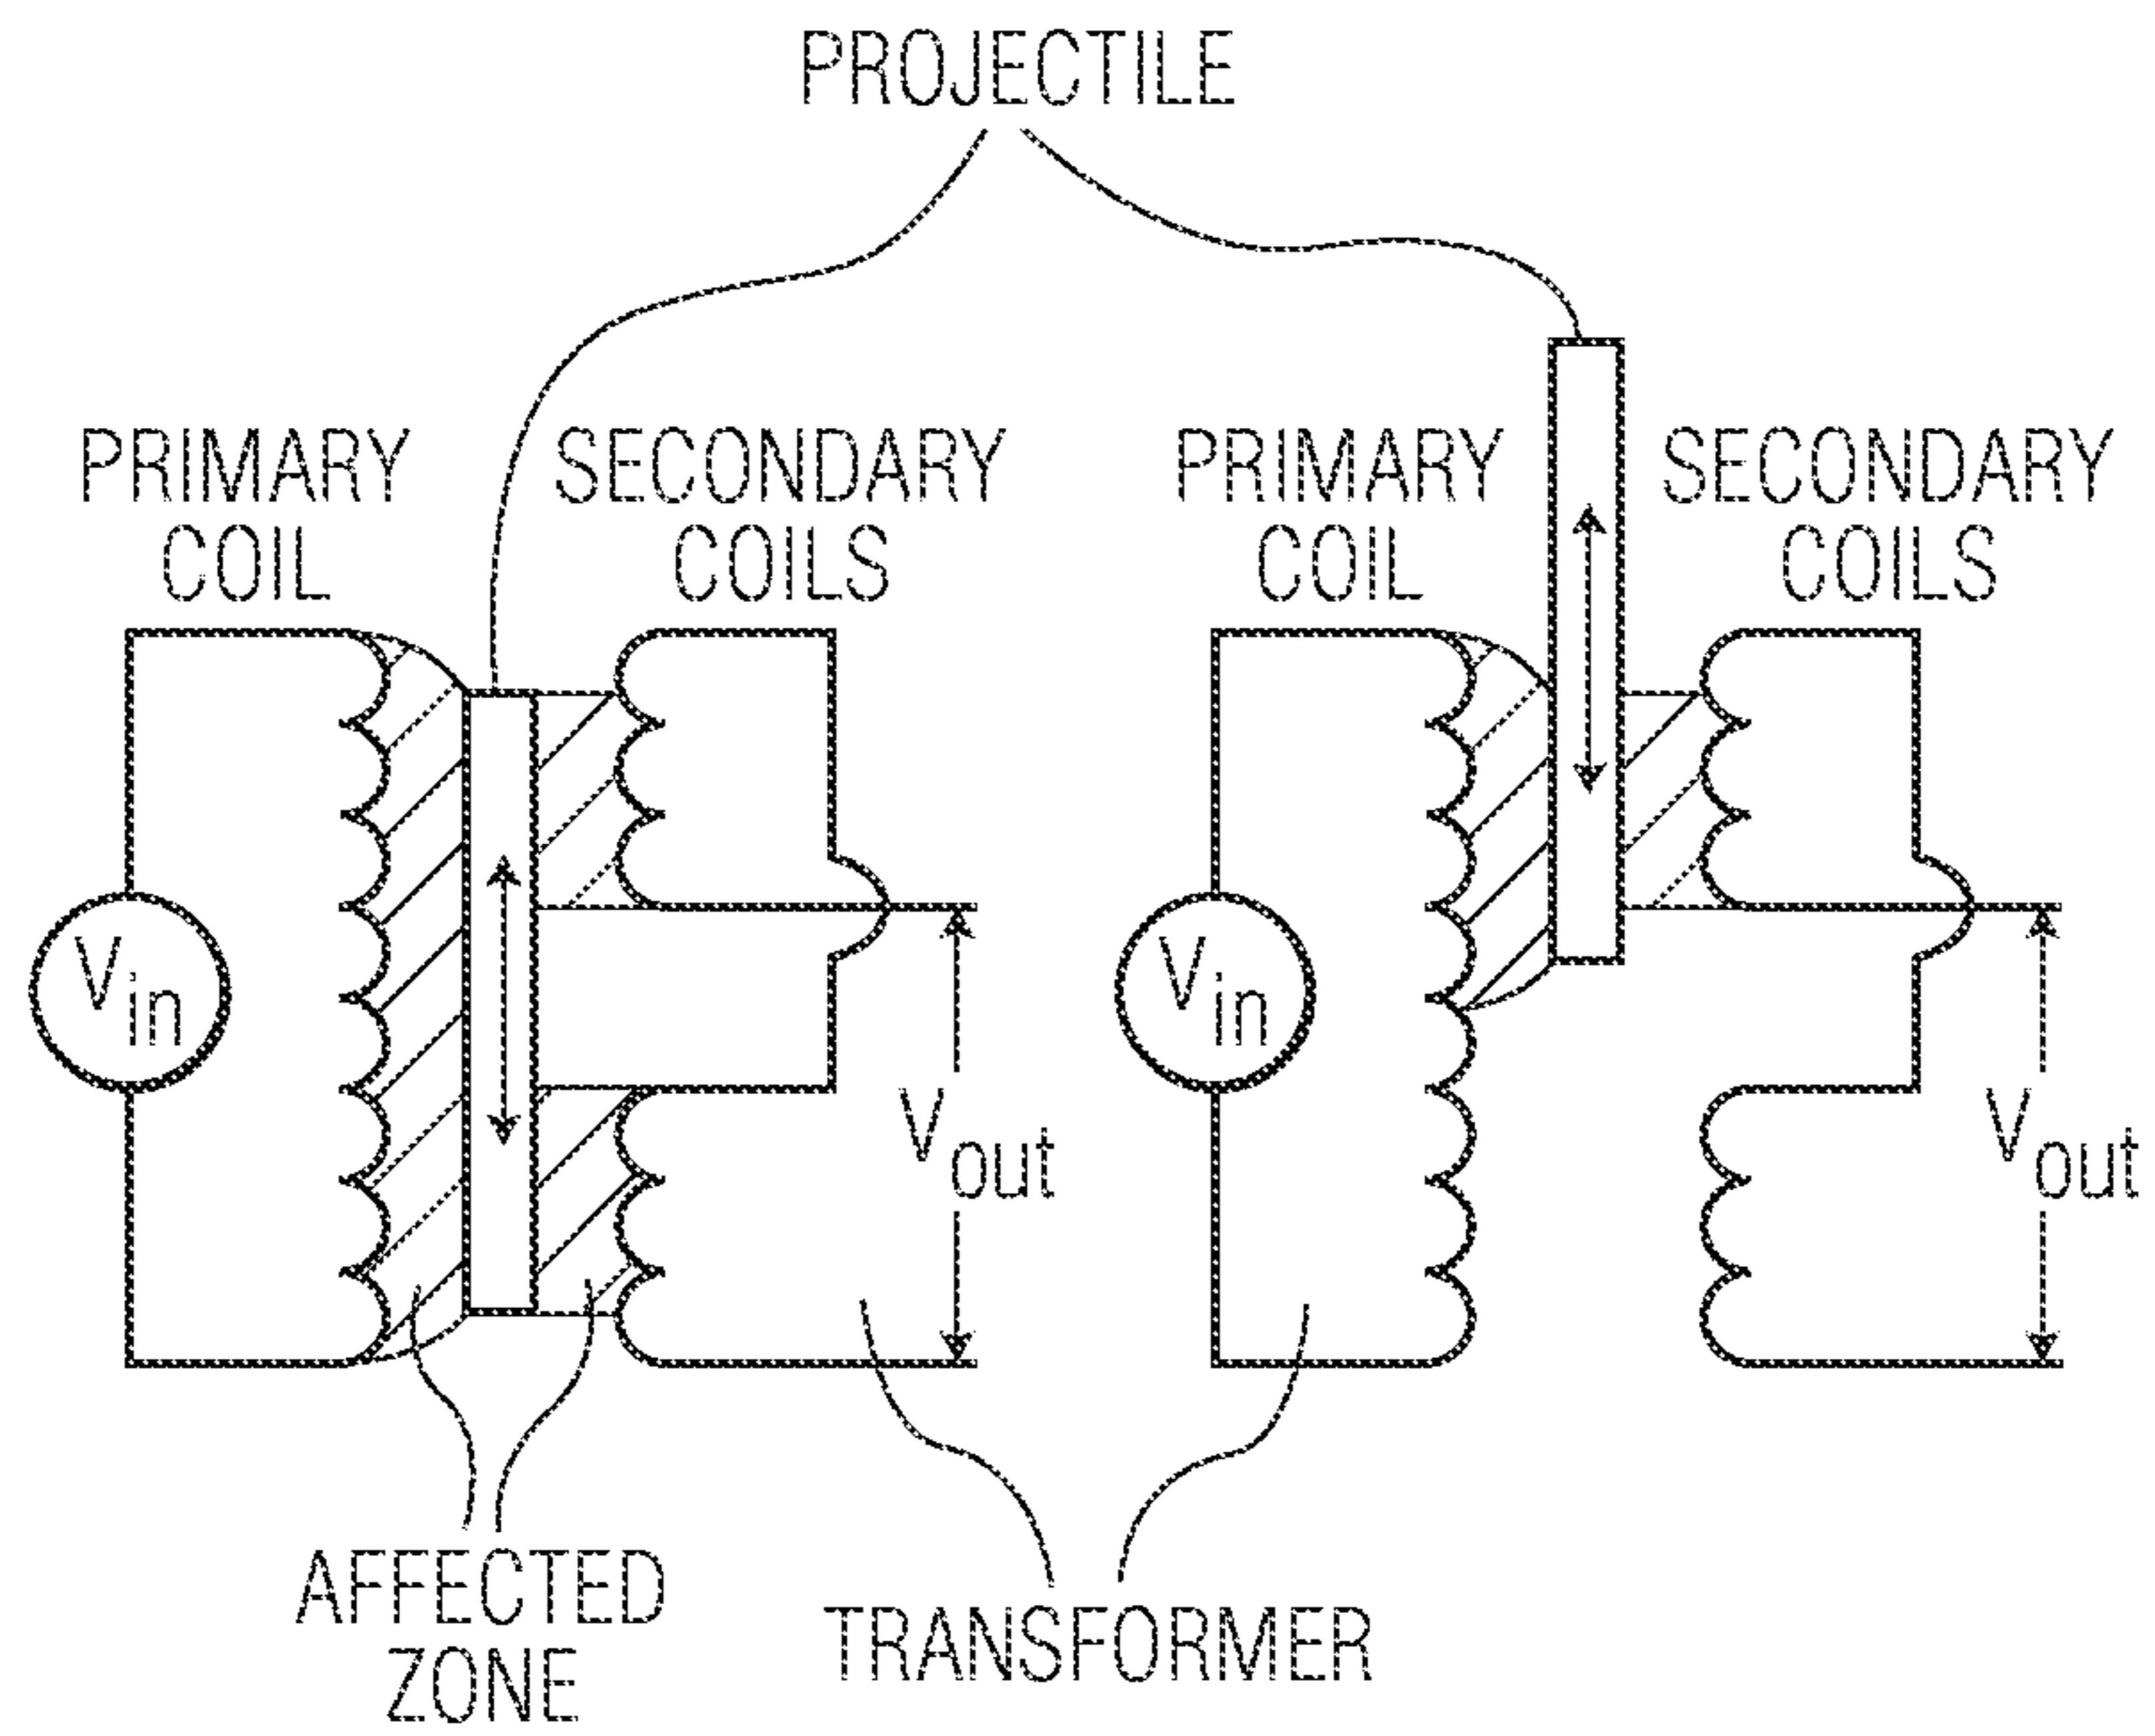 PROJECTILE
PRIMARY
COIL
SECONDARY
COILS
PRIMARY
COIL
SECONDARY
COILS
Vin
Vout
Vin
Vout
AFFECTED
ZONE
TRANSFORMER